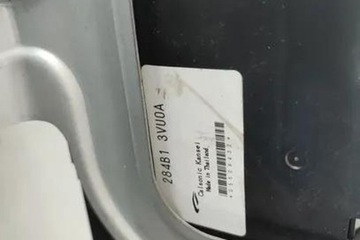 284B1 3VU0A
Calsonic Kansei
Made in Thailand.